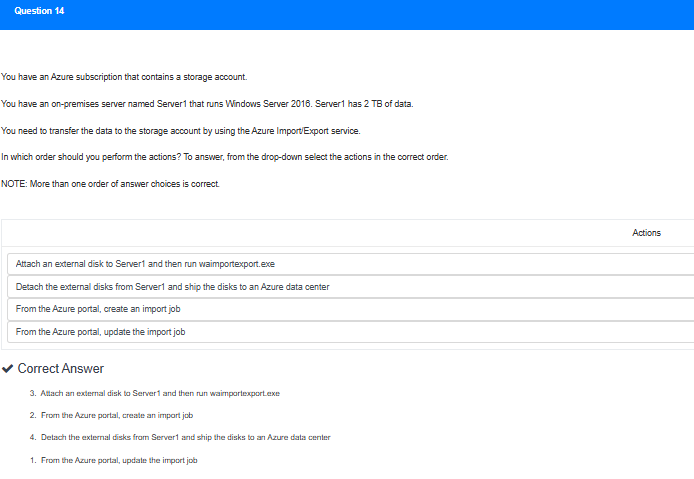 Question 14
You have an Azure subscription that contains a storage account.
You have an on-premises server named Server1 that runs Windows Server 2016. Server1 has 2 TB of data.
You need to transfer the data to the storage account by using the Azure Import/Export service.
In which order should you perform the actions? To answer, from the drop-down select the actions in the correct order.
NOTE: More than one order of answer choices is correct.
Actions
Attach an external disk to Server1 and then run waimportexport.exe
Detach the external disks from Server1 and ship the disks to an Azure data center
From the Azure portal, create an import job
From the Azure portal, update the import job
Correct Answer
3. Attach an external disk to Server1 and then run waimportexport.exe
2. From the Azure portal, create an import job
4. Detach the external disks from Server1 and ship the disks to an Azure data center
1. From the Azure portal, update the import job